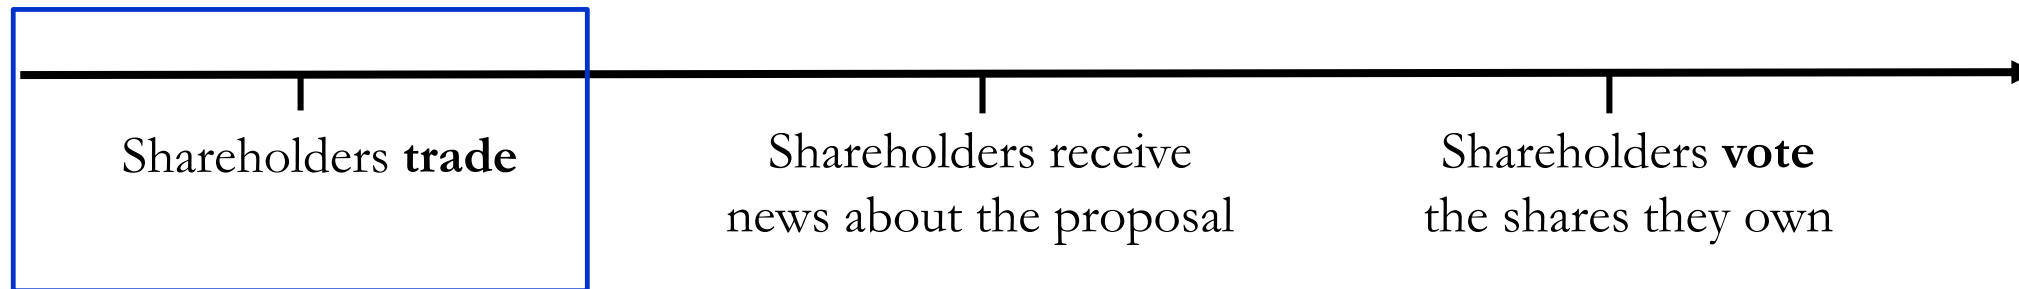 Shareholders trade
Shareholders receive
news about the proposal
Shareholders vote
the shares they own